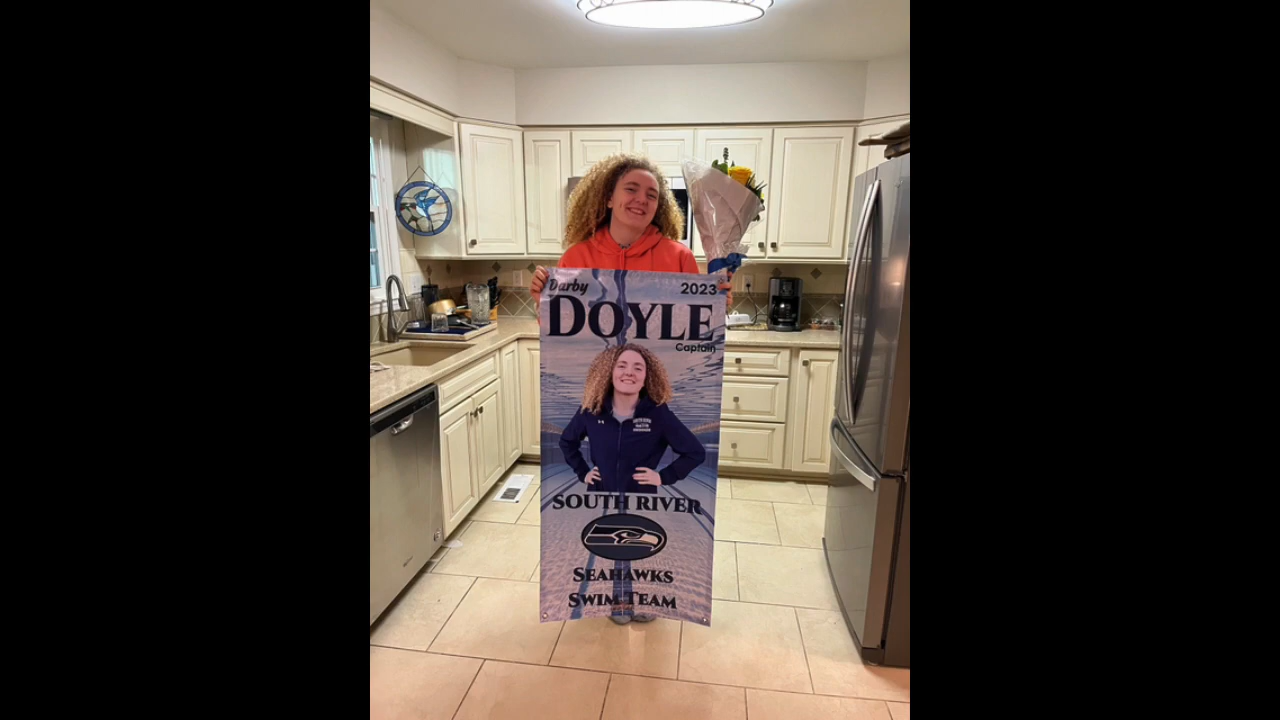 Darby
2023
DOYLE
Captain
SOUTH RIVER
SEAHAWKS
SWIM TEAM